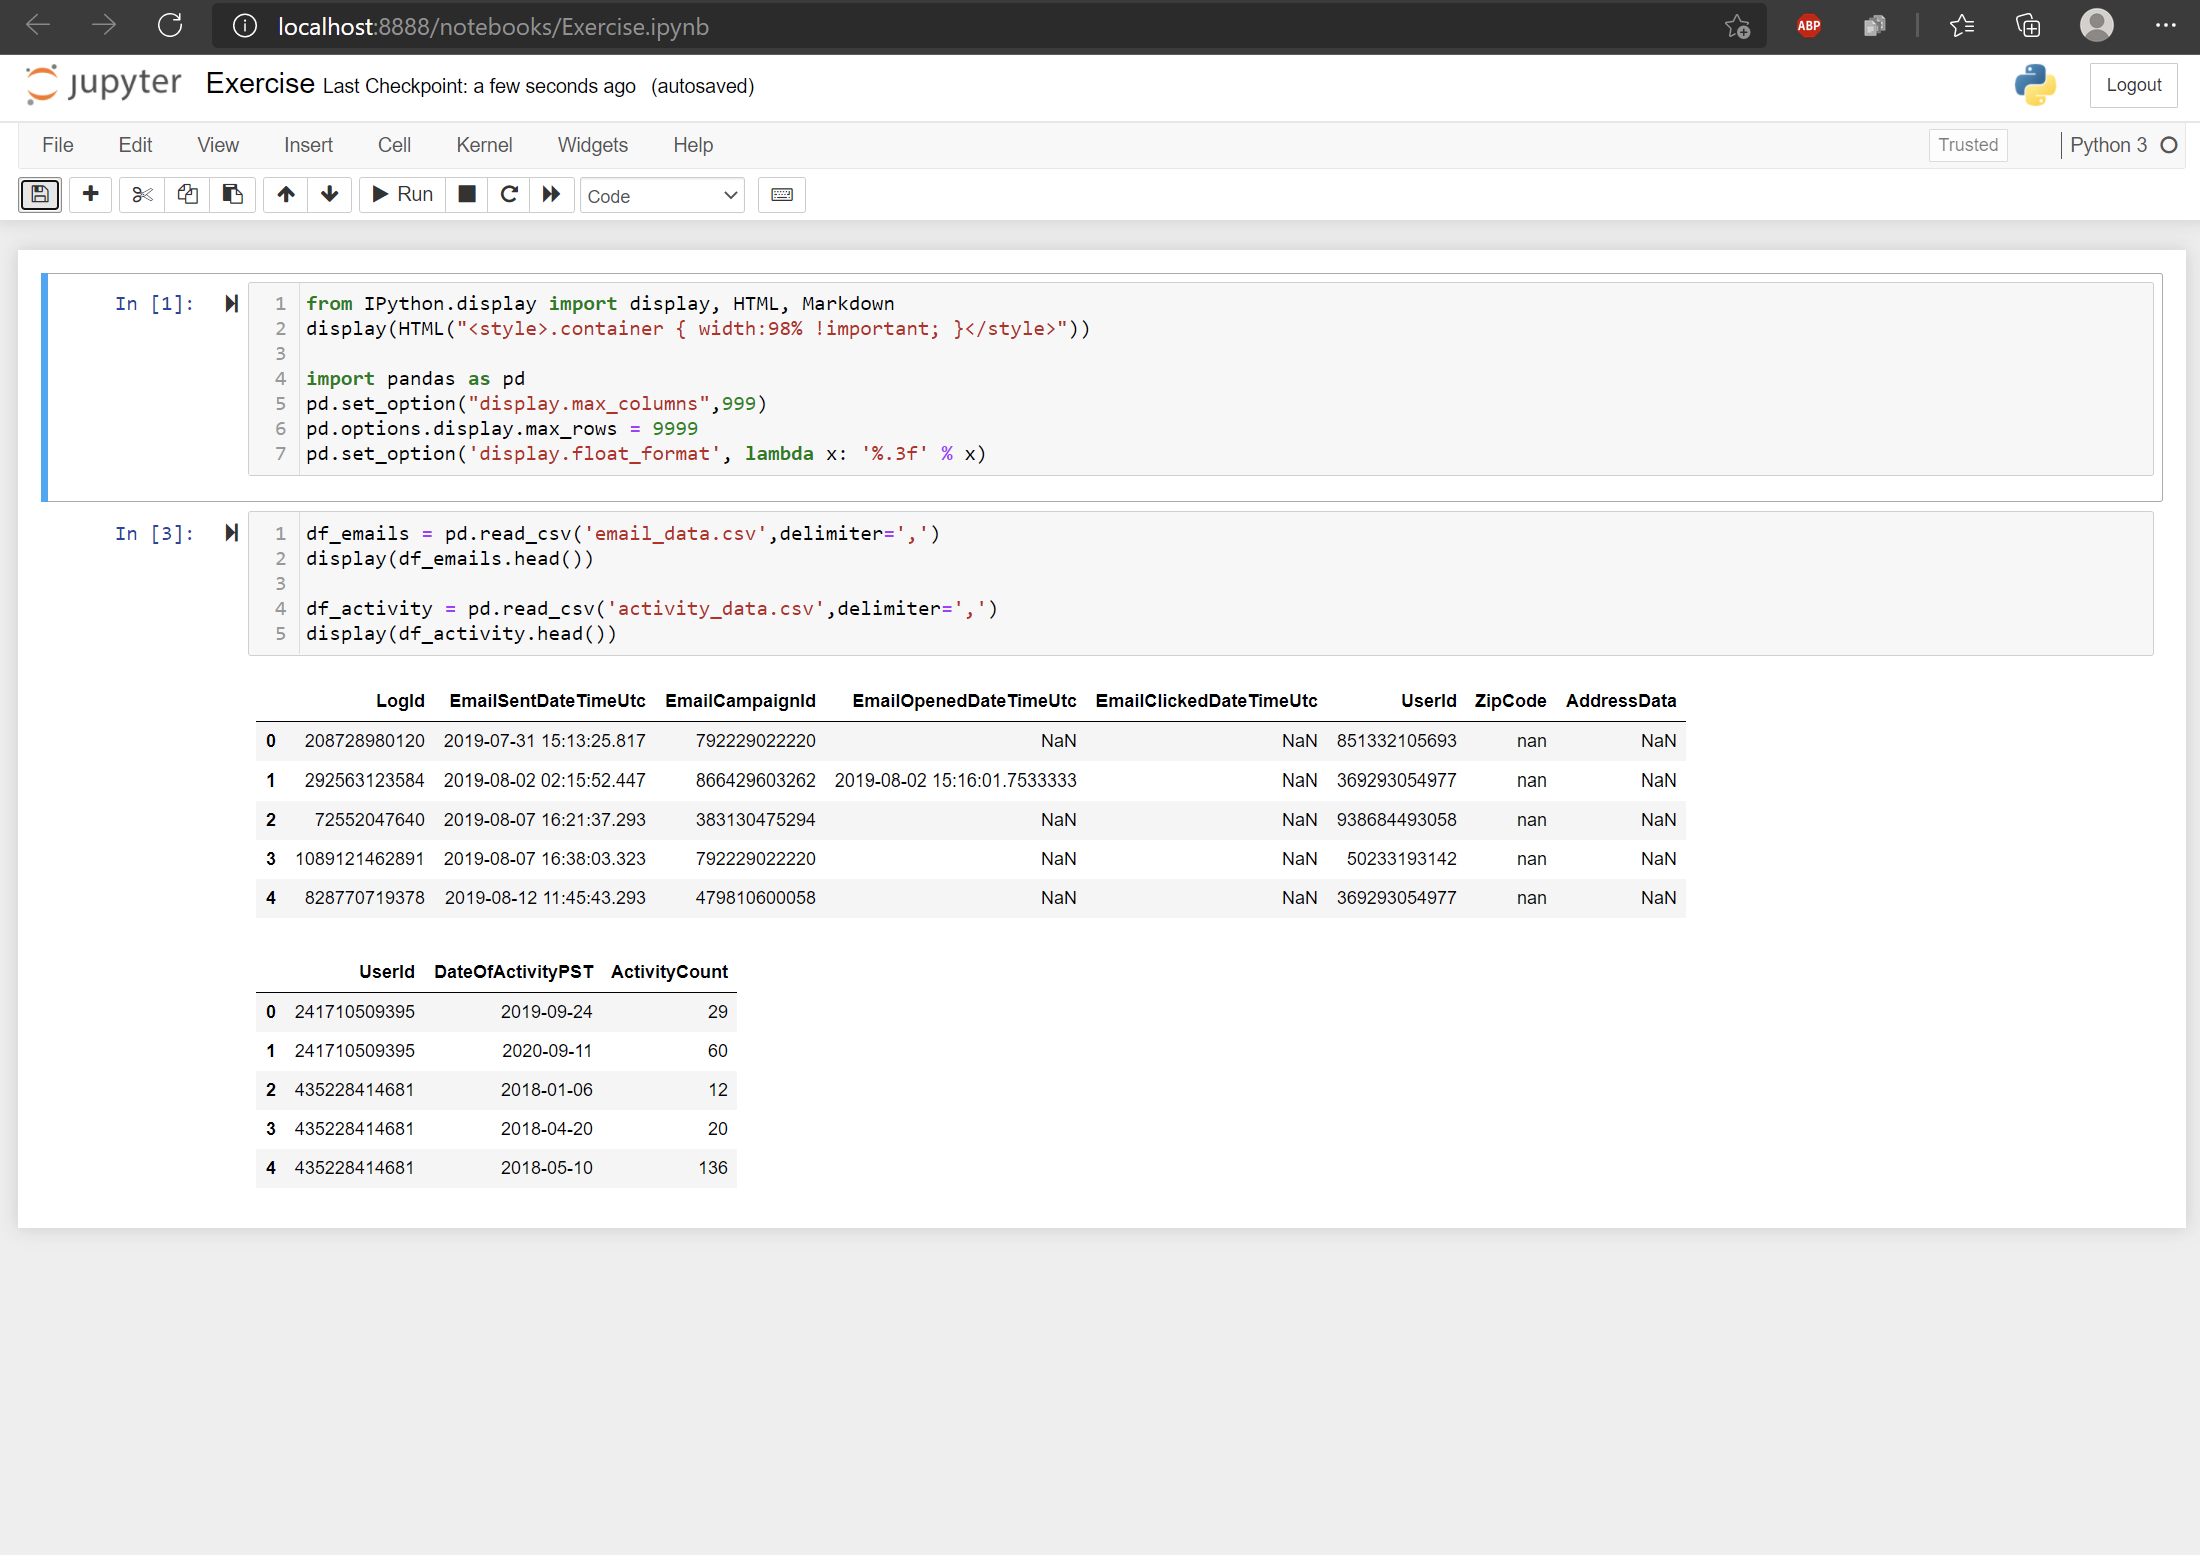 localhost:8888/notebooks/Exercise.ipynb
ABP
jupyter Exercise Last Checkpoint: a few seconds ago (autosaved)
Logout
File Edit View Insert Cell Kernel Widgets Help
Trusted
Python 3
Run
Code
In [1]:
1 from IPython.display import display, HTML, Markdown
2 display(HTML("<style>.container { width:98% !important; }</style>"))
3
4 import pandas as pd
5 pd.set_option("display.max_columns",999)
6 pd.options.display.max_rows = 9999
7 pd.set_option('display.float_format', lambda x: '%.3f' % x)
In [3]:
1 df_emails = pd.read_csv('email_data.csv',delimiter=',')
2 display(df_emails.head())
3
4 df_activity = pd.read_csv('activity_data.csv',delimiter=',')
5 display(df_activity.head())
LogId EmailSentDateTimeUtc EmailCampaignId EmailOpenedDateTimeUtc EmailClickedDateTimeUtc UserId ZipCode AddressData
0 208728980120 2019-07-31 15:13:25.817 792229022220 NaN NaN 851332105693 nan NaN
1 292563123584 2019-08-02 02:15:52.447 866429603262 2019-08-02 15:16:01.7533333 NaN 369293054977 nan NaN
2 72552047640 2019-08-07 16:21:37.293 383130475294 NaN NaN 938684493058 nan NaN
3 1089121462891 2019-08-07 16:38:03.323 792229022220 NaN NaN 50233193142 nan NaN
4 828770719378 2019-08-12 11:45:43.293 479810600058 NaN NaN 369293054977 nan NaN
UserId DateOfActivityPST ActivityCount
0 241710509395 2019-09-24 29
1 241710509395 2020-09-11 60
2 435228414681 2018-01-06 12
3 435228414681 2018-04-20 20
4 435228414681 2018-05-10 136